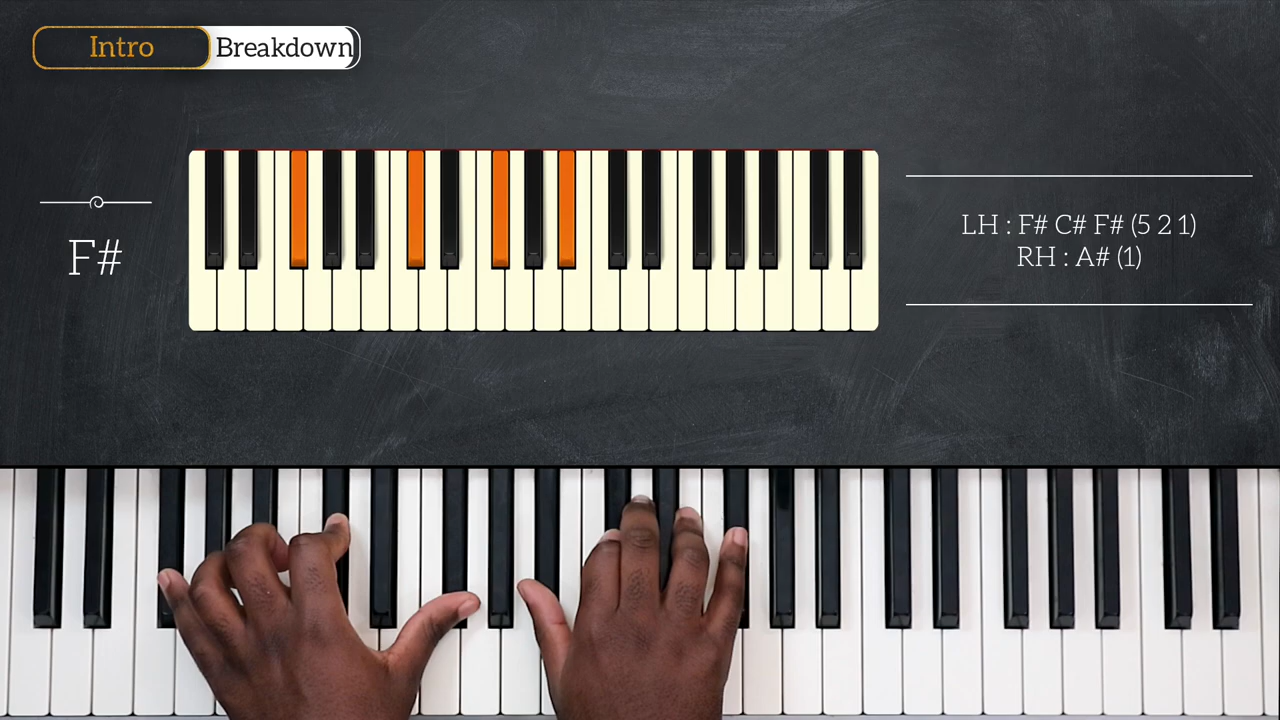 Intro
Breakdown
F#
LH : F# C# F# (5 2 1)
RH : A# (1)